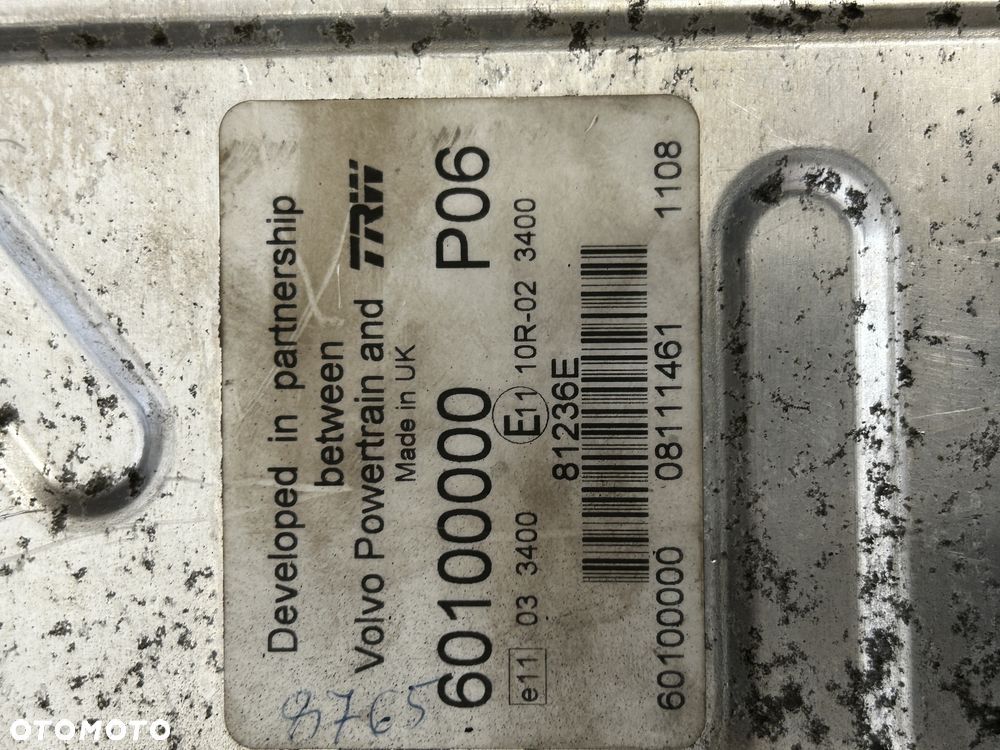 Developed in partnership
between
Volvo Powertrain and TRW
Made in UK
60100000 P06
e11 03 3400 E11 10R-02 3400
81236E
60100000 08111461 1108
8765
OTOMOTO